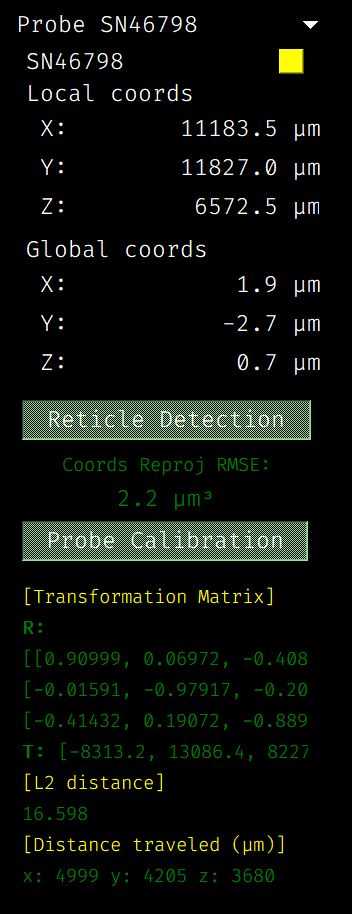 Probe SN46798
SN46798
Local coords
X: 11183.5 µm
Y: 11827.0 µm
Z: 6572.5 µm
Global coords
X: 1.9 µm
Y: -2.7 µm
Z: 0.7 µm
Reticle Detection
Coords Reproj RMSE:
2.2 µm³
Probe Calibration
[Transformation Matrix]
R:
[[0.90999, 0.06972, -0.408
[-0.01591, -0.97917, -0.20
[-0.41432, 0.19072, -0.889
T: [-8313.2, 13086.4, 8227
[L2 distance]
16.598
[Distance traveled (µm)]
x: 4999 y: 4205 z: 3680